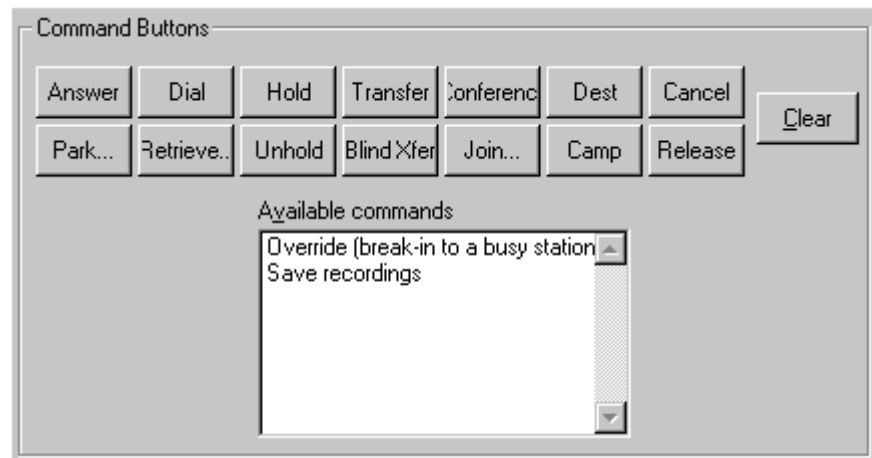 Command Buttons
Answer Dial Hold Transfer Conferenc Dest Cancel
Clear
Park... Retrieve.. Unhold Blind Xfer Join... Camp Release
Available commands
Override (break-in to a busy station
Save recordings